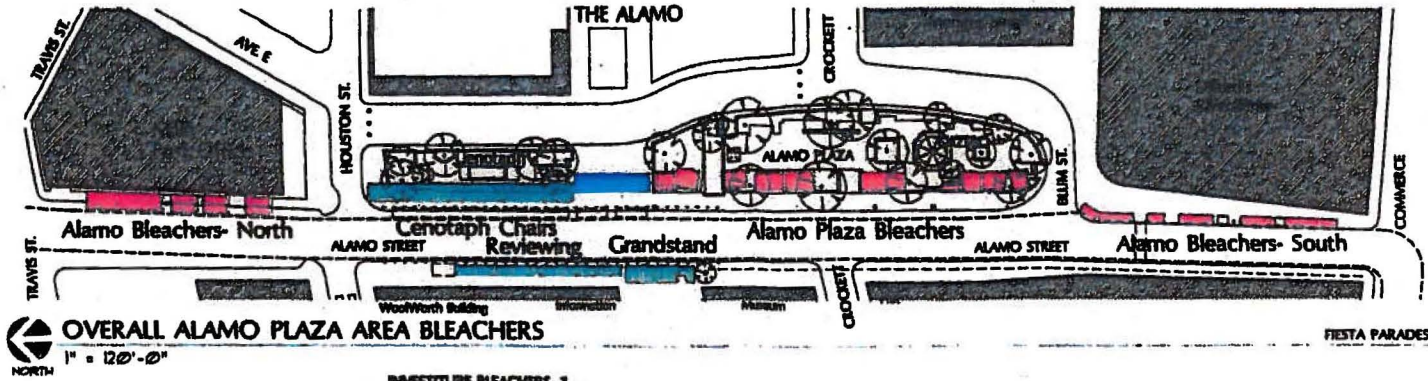 THE ALAMO
TRAVIS ST.
AVE. E
HOUSTON ST.
CROCKETT
Cenotaph
ALAMO PLAZA
BLUM ST.
COMMERCE
Alamo Bleachers- North
Cenotaph Chairs
Reviewing Grandstand
Alamo Plaza Bleachers
Alamo Bleachers- South
TRAVIS ST.
ALAMO STREET
ALAMO STREET
CROCKETT
WoolWorth Building
Information
Museum
OVERALL ALAMO PLAZA AREA BLEACHERS
FIESTA PARADES
1" = 120'-0"
NORTH